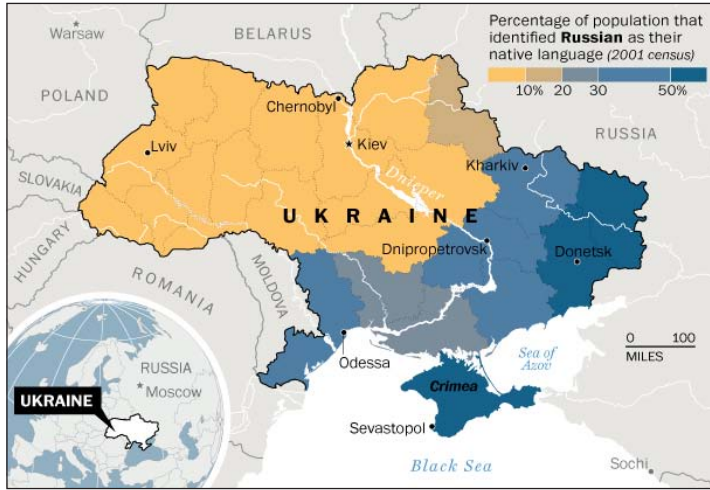 Percentage of population that
identified Russian as their
native language (2001 census)
10% 20 30 50%
Warsaw
BELARUS
POLAND
Chernobyl
RUSSIA
Lviv
Kiev
Kharkiv
SLOVAKIA
Dnieper
UKRAINE
HUNGARY
Dnipropetrovsk
Donetsk
ROMANIA
MOLDOVA
0 100
MILES
Odessa
Sea of
Azov
RUSSIA
Moscow
Crimea
UKRAINE
Sevastopol
Black Sea
Sochi